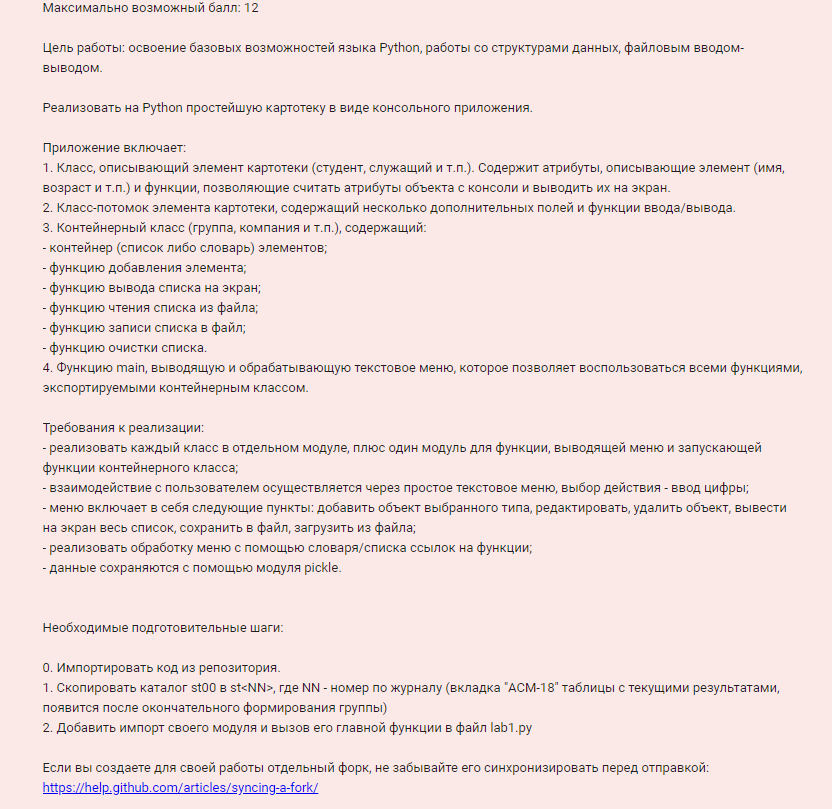 Максимально возможный балл: 12
Цель работы: освоение базовых возможностей языка Python, работы со структурами данных, файловым вводом-
выводом.
Реализовать на Python простейшую картотеку в виде консольного приложения.
Приложение включает:
1. Класс, описывающий элемент картотеки (студент, служащий и т.п.). Содержит атрибуты, описывающие элемент (имя,
возраст и т.п.) и функции, позволяющие считать атрибуты объекта с консоли и выводить их на экран.
2. Класс-потомок элемента картотеки, содержащий несколько дополнительных полей и функции ввода/вывода.
3. Контейнерный класс (группа, компания и т.п.), содержащий:
- контейнер (список либо словарь) элементов;
- функцию добавления элемента;
- функцию вывода списка на экран;
- функцию чтения списка из файла;
- функцию записи списка в файл;
- функцию очистки списка.
4. Функцию main, выводящую и обрабатывающую текстовое меню, которое позволяет воспользоваться всеми функциями,
экспортируемыми контейнерным классом.
Требования к реализации:
- реализовать каждый класс в отдельном модуле, плюс один модуль для функции, выводящей меню и запускающей
функции контейнерного класса;
- взаимодействие с пользователем осуществляется через простое текстовое меню, выбор действия - ввод цифры;
- меню включает в себя следующие пункты: добавить объект выбранного типа, редактировать, удалить объект, вывести
на экран весь список, сохранить в файл, загрузить из файла;
- реализовать обработку меню с помощью словаря/списка ссылок на функции;
- данные сохраняются с помощью модуля pickle.
Необходимые подготовительные шаги:
0. Импортировать код из репозитория.
1. Скопировать каталог st00 в st<NN>, где NN - номер по журналу (вкладка "АСМ-18" таблицы с текущими результатами,
появится после окончательного формирования группы)
2. Добавить импорт своего модуля и вызов его главной функции в файл lab1.py
Если вы создаете для своей работы отдельный форк, не забывайте его синхронизировать перед отправкой:
https://help.github.com/articles/syncing-a-fork/